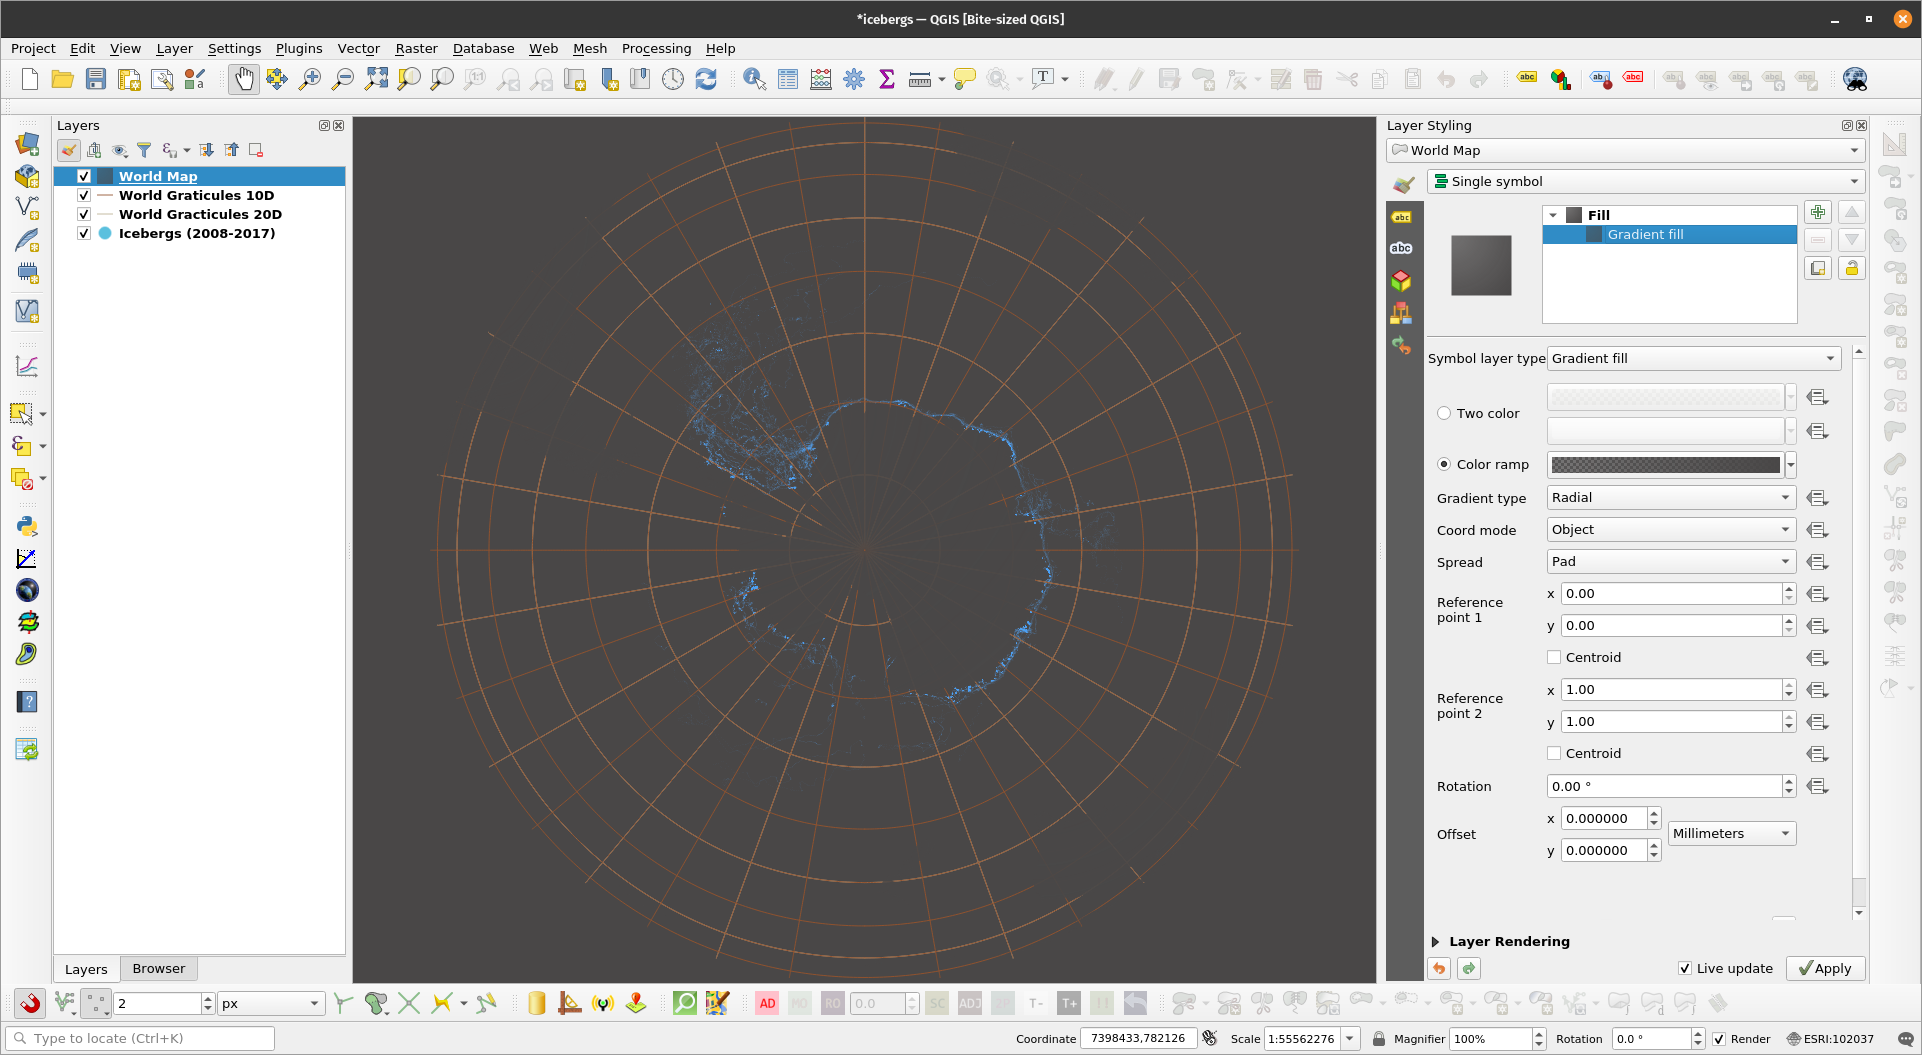 *icebergs — QGIS [Bite-sized QGIS]
Project Edit View Layer Settings Plugins Vector Raster Database Web Mesh Processing Help
Layers
World Map
World Graticules 10D
World Gracticules 20D
Icebergs (2008-2017)
Layers Browser
Layer Styling
World Map
Single symbol
Fill
Gradient fill
Symbol layer type Gradient fill
Two color
Color ramp
Gradient type Radial
Coord mode Object
Spread Pad
Reference point 1 x 0.00
y 0.00
Centroid
Reference point 2 x 1.00
y 1.00
Centroid
Rotation 0.00 °
Offset x 0.000000 Millimeters
y 0.000000
Layer Rendering
Live update Apply
2 px AD RO 0.0 SC ADJ T- T+
Type to locate (Ctrl+K) Coordinate 7398433,782126 Scale 1:55562276 Magnifier 100% Rotation 0.0 ° Render ESRI:102037